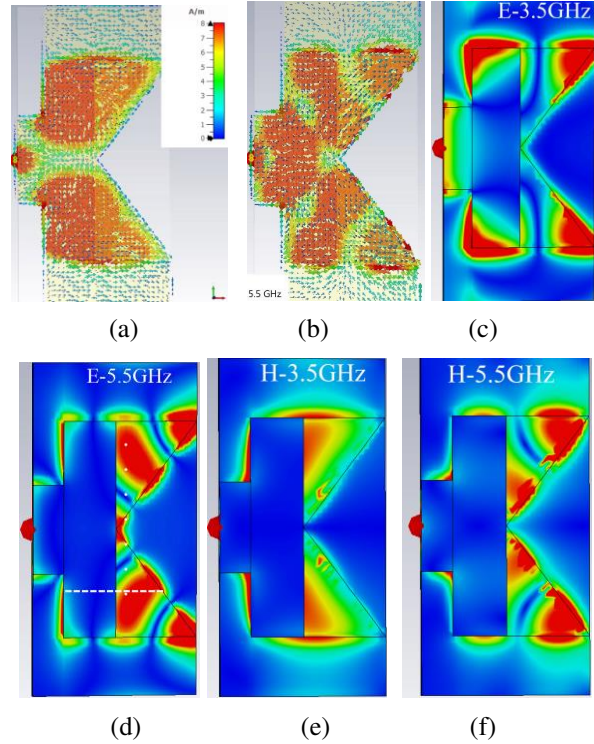 A/m
8
7
6
5
4
3
2
1
0
E-3.5GHz
5.5 GHz
(a)
(b)
(c)
E-5.5GHz
H-3.5GHz
H-5.5GHz
(d)
(e)
(f)